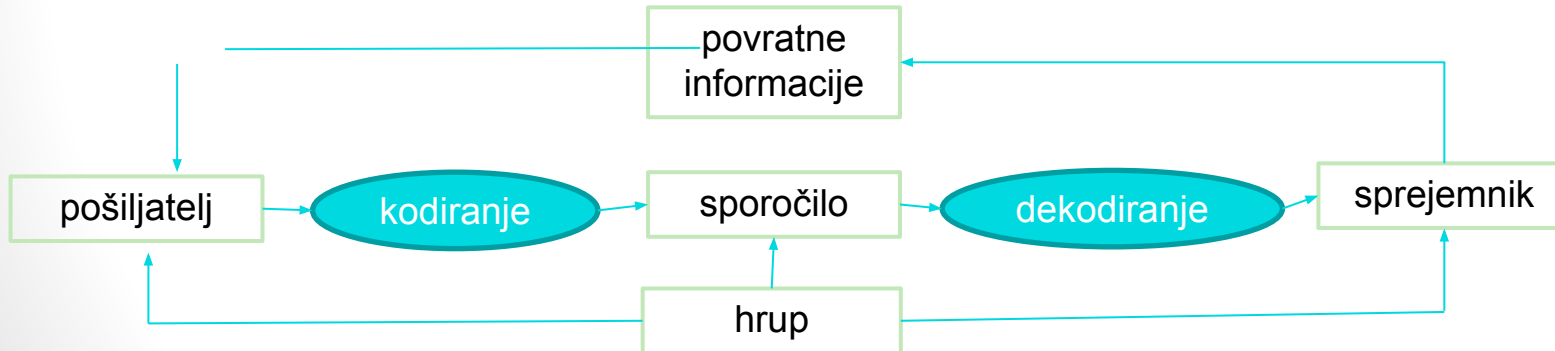 povratne
informacije
pošiljatelj
kodiranje
sporočilo
dekodiranje
sprejemnik
hrup